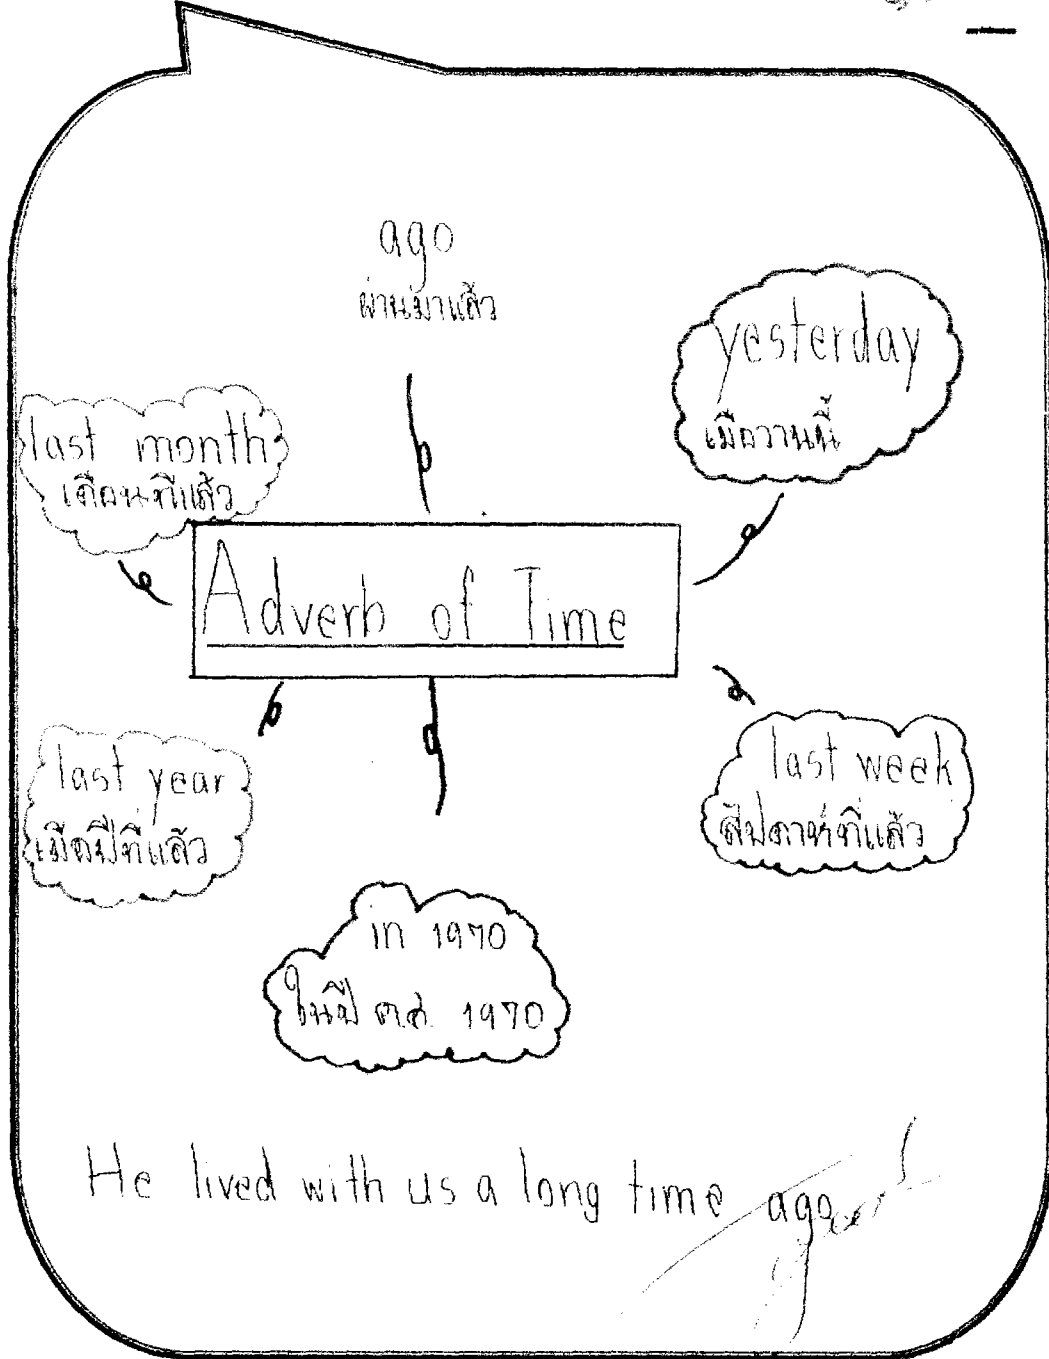 ago
ผ่านมาแล้ว
yesterday
เมื่อวานนี้
last month
เดือนที่แล้ว
Adverb of Time
last year
เมื่อปีที่แล้ว
last week
สัปดาห์ที่แล้ว
in 1970
ในปี ค.ศ. 1970
He lived with us a long time ago